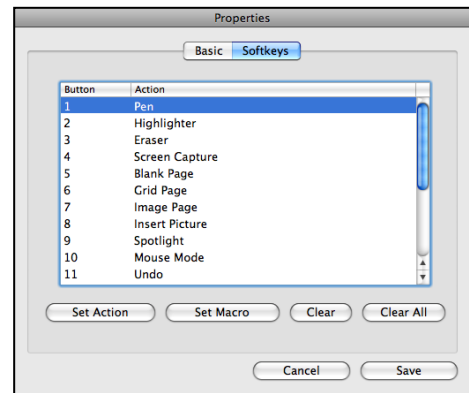 Properties
Basic Softkeys
Button Action
1 Pen
2 Highlighter
3 Eraser
4 Screen Capture
5 Blank Page
6 Grid Page
7 Image Page
8 Insert Picture
9 Spotlight
10 Mouse Mode
11 Undo
Set Action Set Macro Clear Clear All
Cancel Save